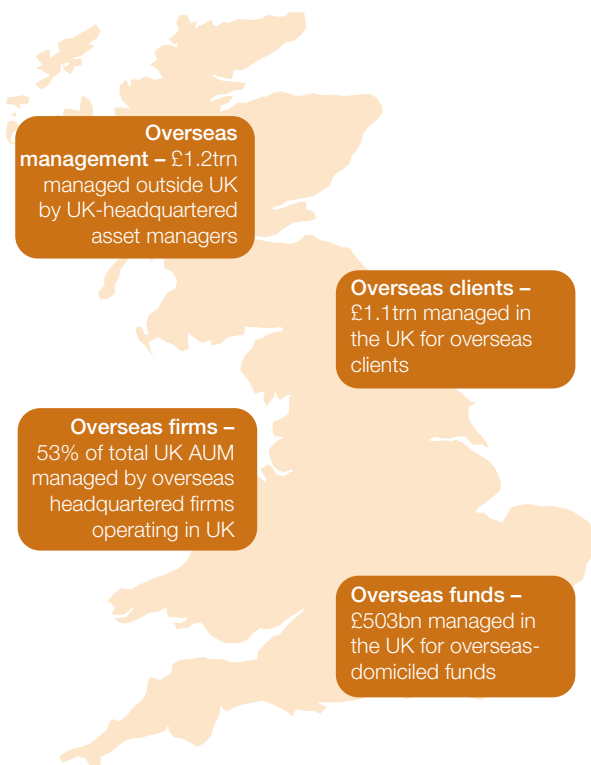 Overseas
management – £1.2trn
managed outside UK
by UK-headquartered
asset managers
Overseas clients –
£1.1trn managed in
the UK for overseas
clients
Overseas firms –
53% of total UK AUM
managed by overseas
headquartered firms
operating in UK
Overseas funds –
£503bn managed in
the UK for overseas-
domiciled funds